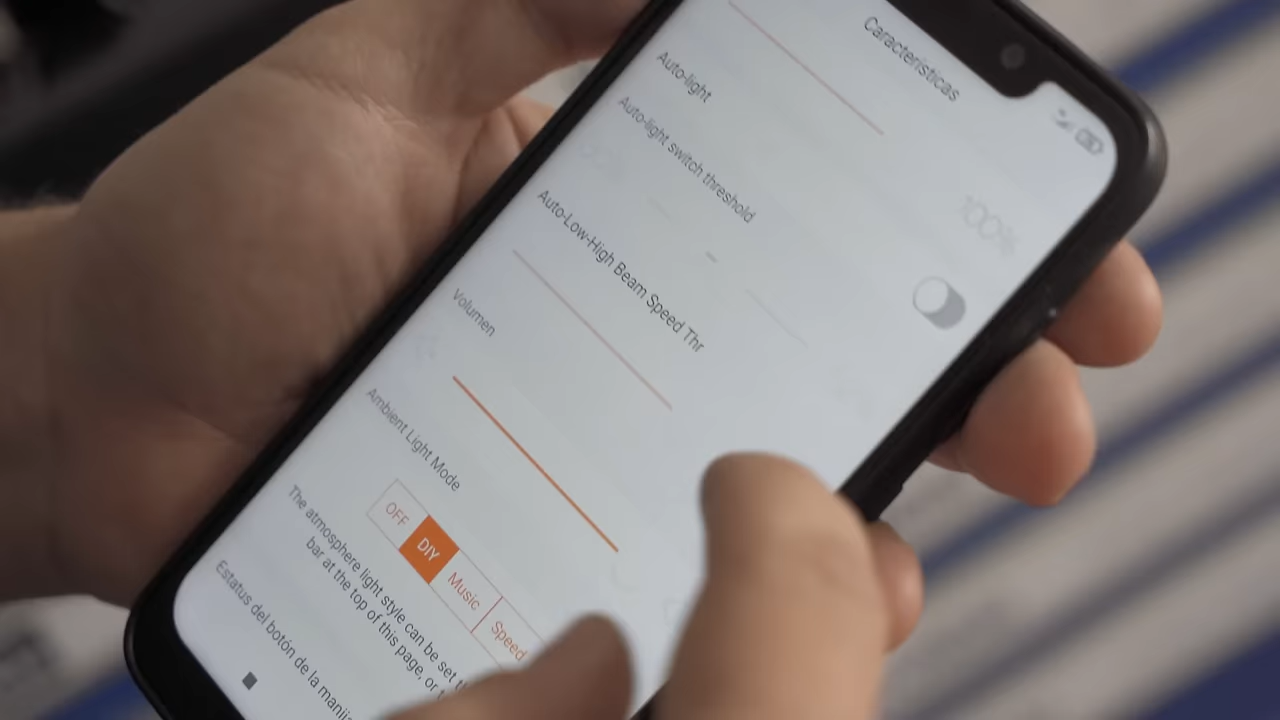 Características
Auto-light
100%
Auto-light switch threshold
Auto-Low-High Beam Speed Thr
Volumen
Ambient Light Mode
OFF
DIY
Music
Speed
The atmosphere light style can be set
bar at the top of this page, or
Estatus del botón de la